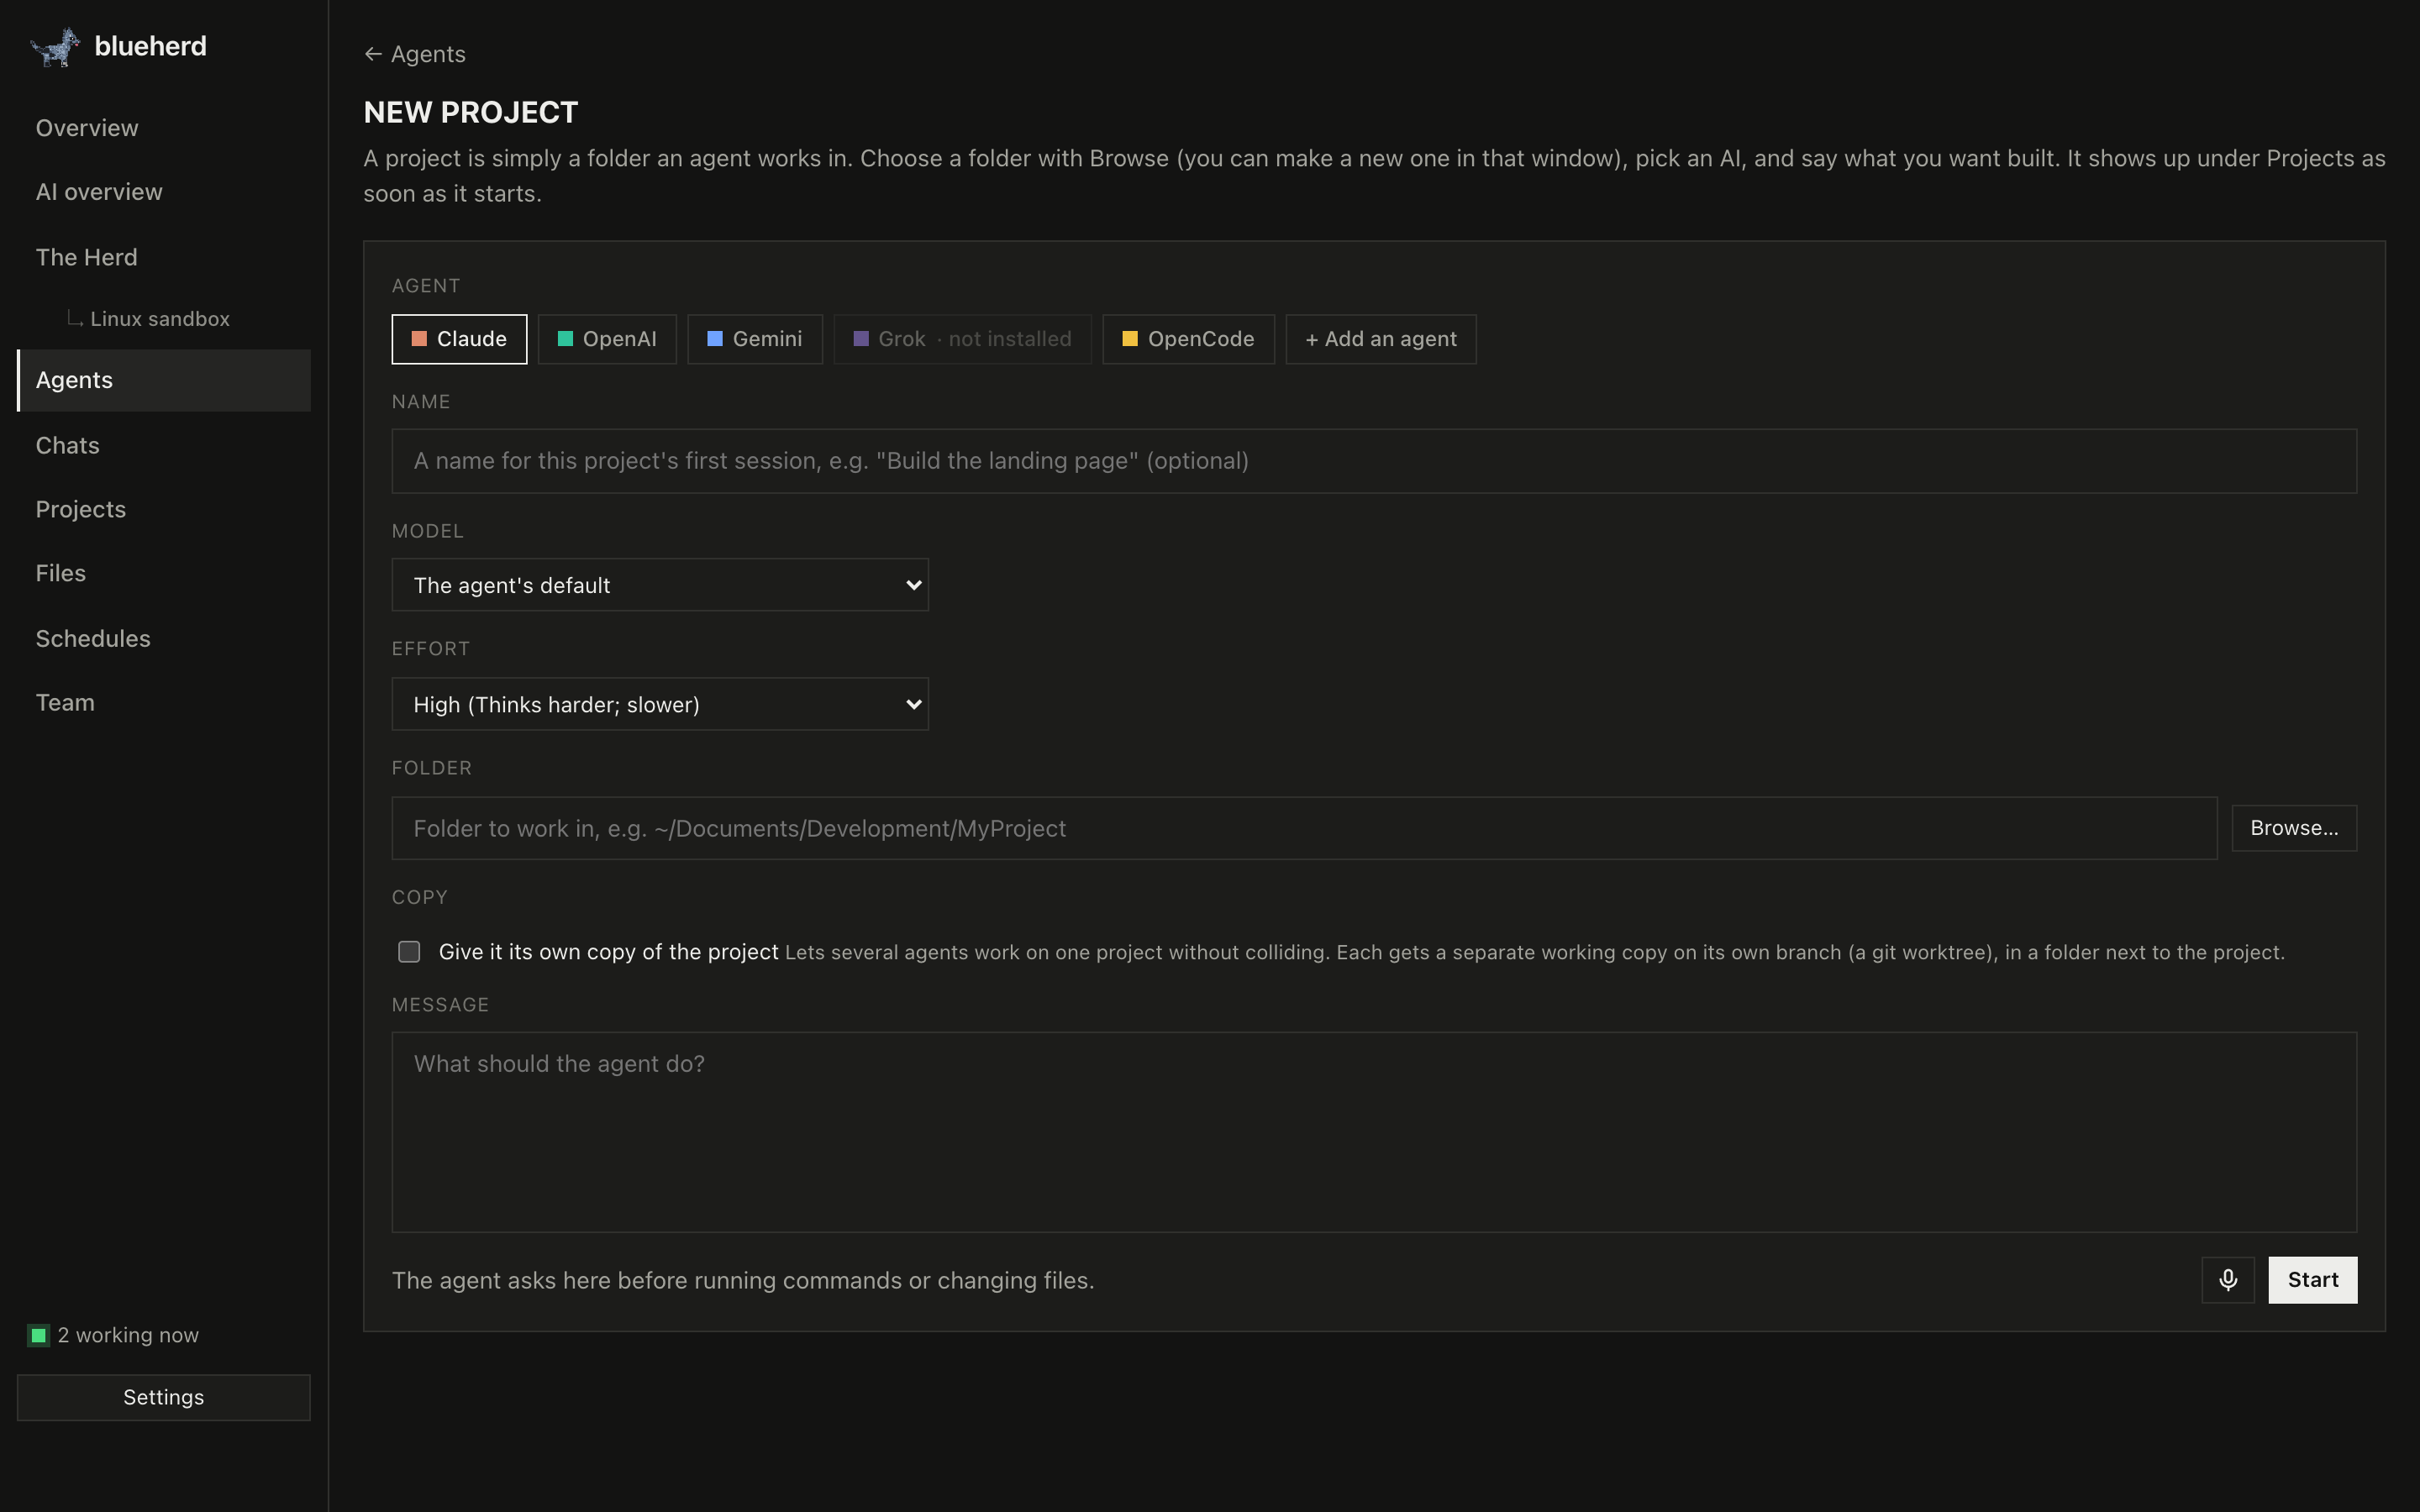 blueherd
Overview
AI overview
The Herd
Linux sandbox
Agents
Chats
Projects
Files
Schedules
Team
2 working now
Settings
← Agents
NEW PROJECT
A project is simply a folder an agent works in. Choose a folder with Browse (you can make a new one in that window), pick an AI, and say what you want built. It shows up under Projects as
soon as it starts.
AGENT
Claude OpenAI Gemini Grok · not installed OpenCode + Add an agent
NAME
A name for this project's first session, e.g. "Build the landing page" (optional)
MODEL
The agent's default
EFFORT
High (Thinks harder; slower)
FOLDER
Folder to work in, e.g. ~/Documents/Development/MyProject Browse...
COPY
Give it its own copy of the project Lets several agents work on one project without colliding. Each gets a separate working copy on its own branch (a git worktree), in a folder next to the project.
MESSAGE
What should the agent do?
The agent asks here before running commands or changing files. Start